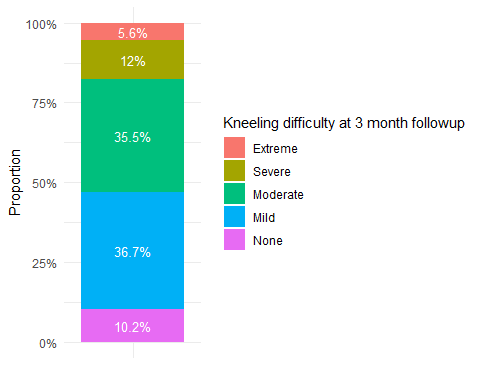 100%
75%
50%
25%
0%
Proportion
5.6%
12%
35.5%
36.7%
10.2%
Kneeling difficulty at 3 month followup
Extreme
Severe
Moderate
Mild
None